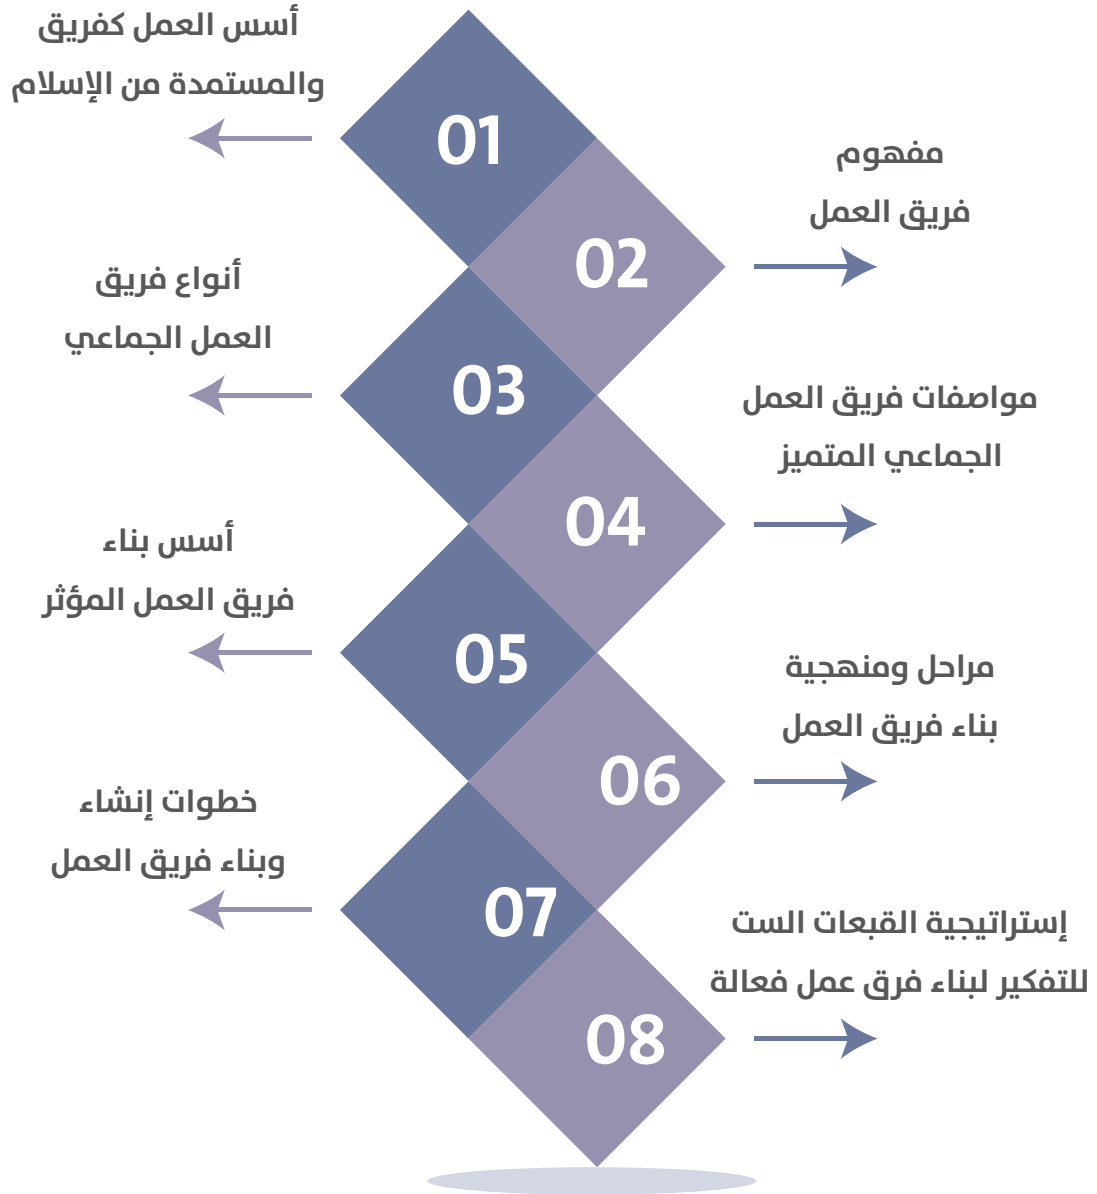 أسس العمل كفريق
والمستمدة من الإسلام
01
مفهوم
فريق العمل
02
أنواع فريق
العمل الجماعي
03
مواصفات فريق العمل
الجماعي المتميز
04
أسس بناء
فريق العمل المؤثر
05
مراحل ومنهجية
بناء فريق العمل
06
خطوات إنشاء
وبناء فريق العمل
07
إستراتيجية القبعات الست
للتفكير لبناء فرق عمل فعالة
08